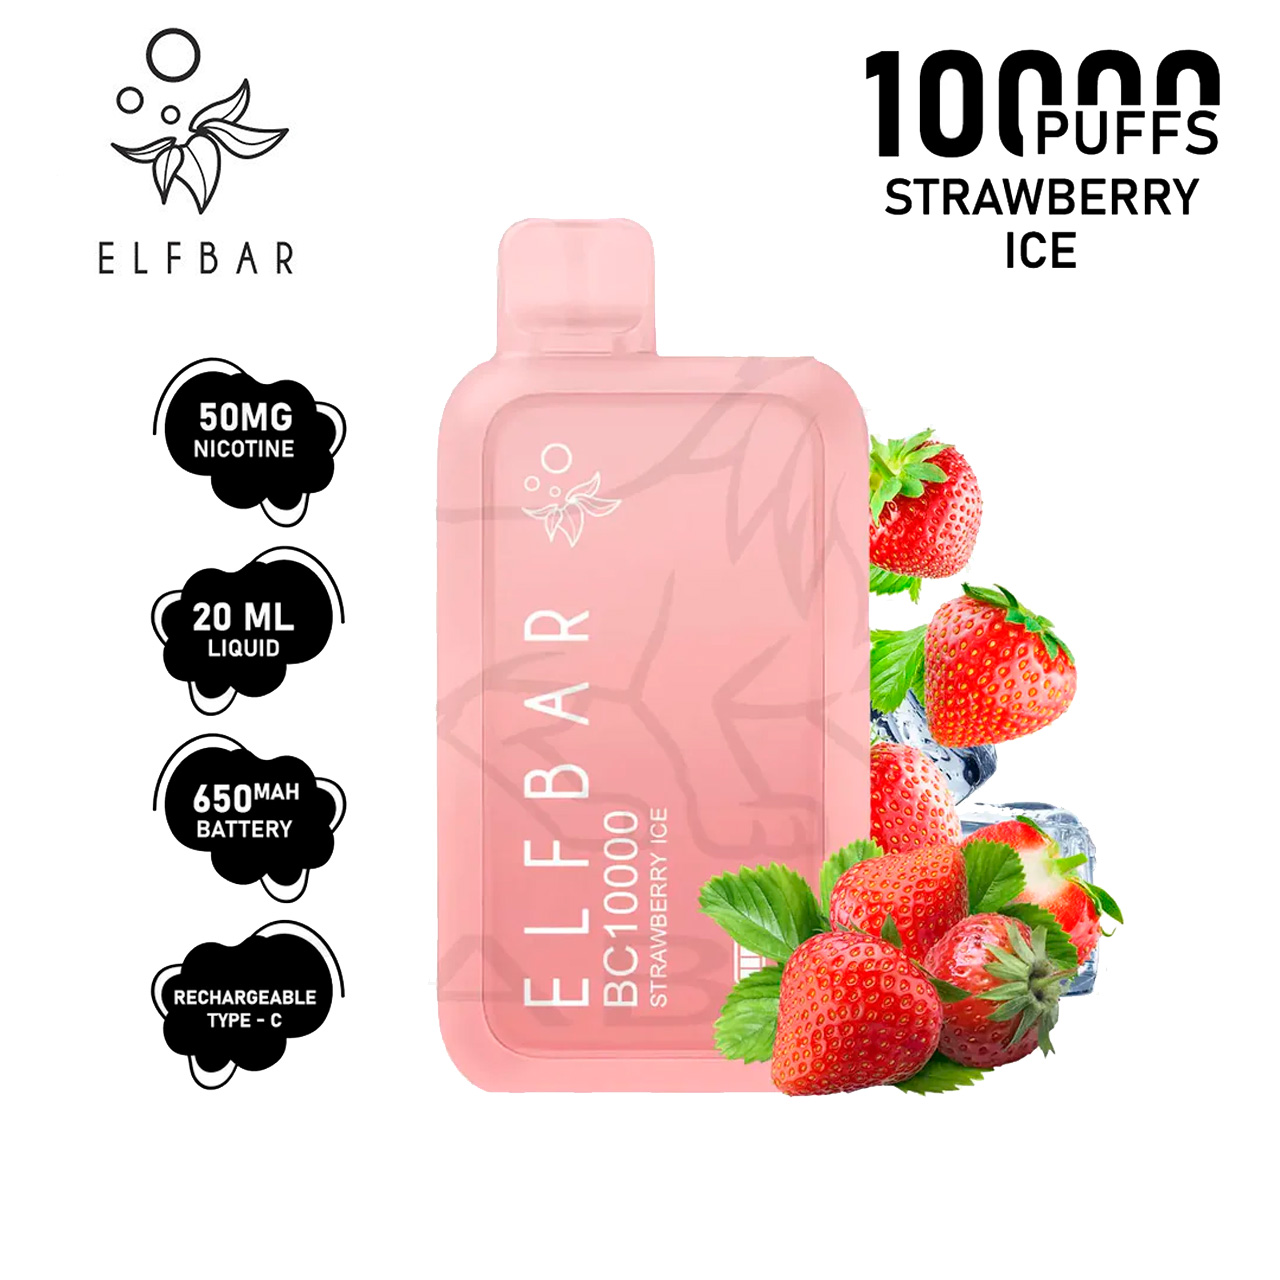 ELFBAR
10000
PUFFS
STRAWBERRY
ICE
50MG
NICOTINE
20 ML
LIQUID
650MAH
BATTERY
RECHARGEABLE
TYPE - C
ELFBAR
BC10000
STRAWBERRY ICE